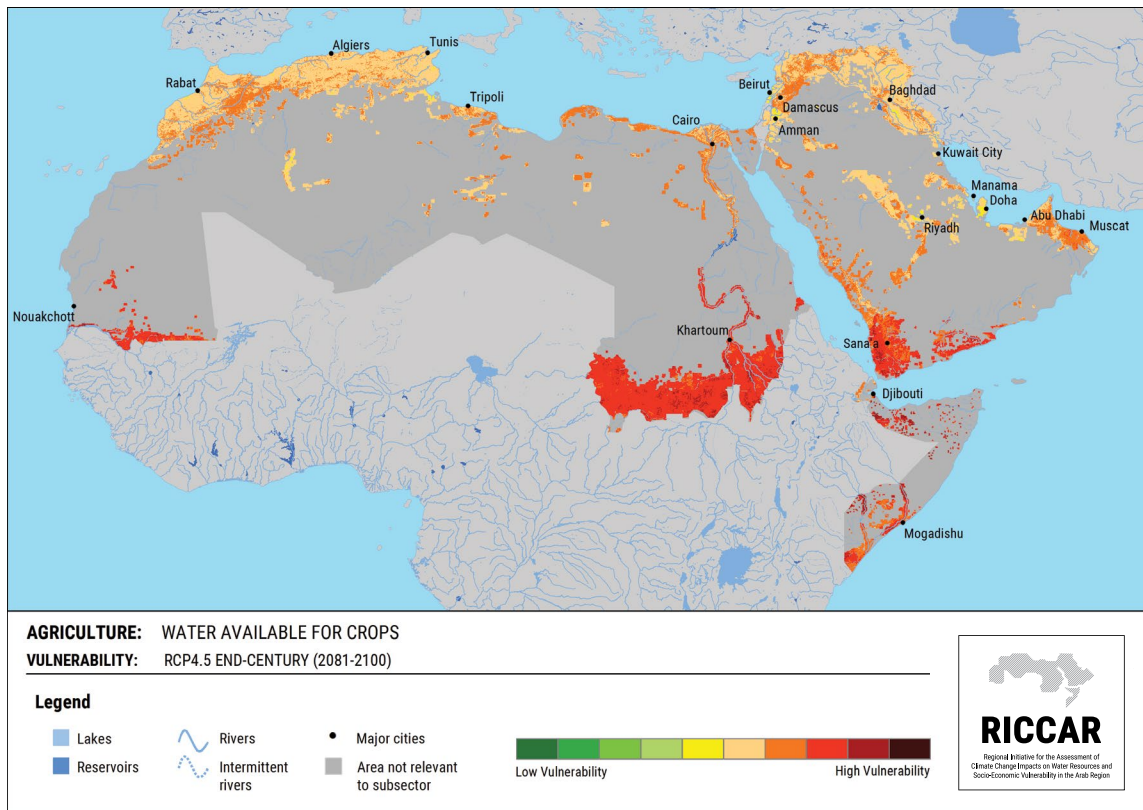 Algiers
Tunis
Rabat
Tripoli
Beirut
Baghdad
Damascus
Cairo
Amman
Kuwait City
Manama
Doha
Abu Dhabi
Riyadh
Muscat
Nouakchott
Khartoum
Sana'a
Djibouti
Mogadishu
AGRICULTURE: WATER AVAILABLE FOR CROPS
VULNERABILITY: RCP4.5 END-CENTURY (2081-2100)
Legend
Lakes
Rivers
Major cities
Reservoirs
Intermittent
rivers
Area not relevant
to subsector
Low Vulnerability
High Vulnerability
RICCAR
Regional Initiative for the Assessment of
Climate Change Impacts on Water Resources and
Socio-Economic Vulnerability in the Arab Region